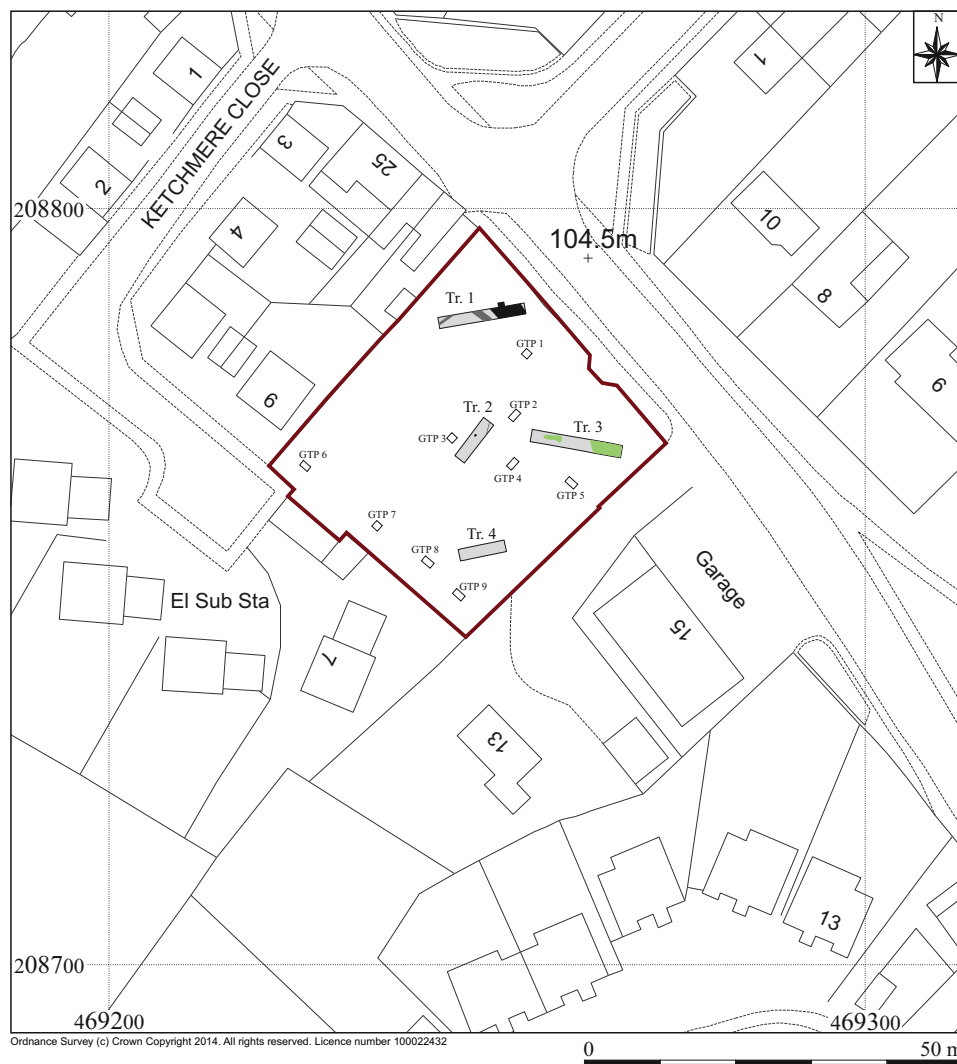 N
1
1
KETCHMERE CLOSE
3
25
2
10
208800
4
104.5m
8
Tr. 1
GTP 1
9
9
GTP 2
Tr. 2
Tr. 3
GTP 3
GTP 6
GTP 4
GTP 5
GTP 7
Tr. 4
GTP 8
Garage
GTP 9
El Sub Sta
15
7
13
13
208700
469200
469300
Ordnance Survey (c) Crown Copyright 2014. All rights reserved. Licence number 100022432
0
50 m